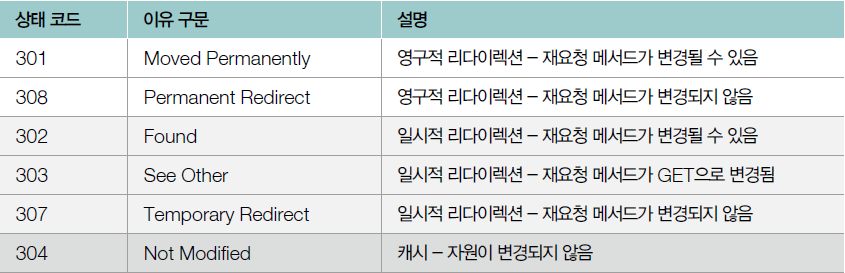 상태 코드 이유 구문 설명
301 Moved Permanently 영구적 리다이렉션 – 재요청 메서드가 변경될 수 있음
308 Permanent Redirect 영구적 리다이렉션 – 재요청 메서드가 변경되지 않음
302 Found 일시적 리다이렉션 – 재요청 메서드가 변경될 수 있음
303 See Other 일시적 리다이렉션 – 재요청 메서드가 GET으로 변경됨
307 Temporary Redirect 일시적 리다이렉션 – 재요청 메서드가 변경되지 않음
304 Not Modified 캐시 – 자원이 변경되지 않음